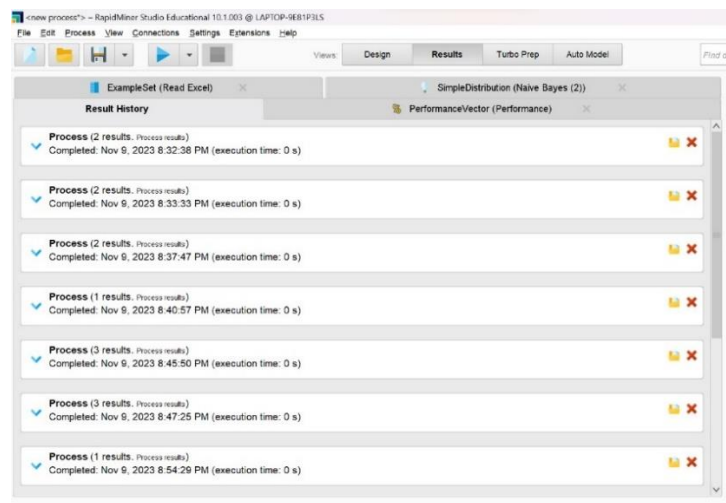 <new process*> – RapidMiner Studio Educational 10.1.003 @ LAPTOP-9E81P3LS
File Edit Process View Connections Settings Extensions Help
Views: Design Results Turbo Prep Auto Model Find d
ExampleSet (Read Excel) SimpleDistribution (Naive Bayes (2))
Result History PerformanceVector (Performance)
Process (2 results. Process results)
Completed: Nov 9, 2023 8:32:38 PM (execution time: 0 s)
Process (2 results. Process results)
Completed: Nov 9, 2023 8:33:33 PM (execution time: 0 s)
Process (2 results. Process results)
Completed: Nov 9, 2023 8:37:47 PM (execution time: 0 s)
Process (1 results. Process results)
Completed: Nov 9, 2023 8:40:57 PM (execution time: 0 s)
Process (3 results. Process results)
Completed: Nov 9, 2023 8:45:50 PM (execution time: 0 s)
Process (3 results. Process results)
Completed: Nov 9, 2023 8:47:25 PM (execution time: 0 s)
Process (1 results. Process results)
Completed: Nov 9, 2023 8:54:29 PM (execution time: 0 s)